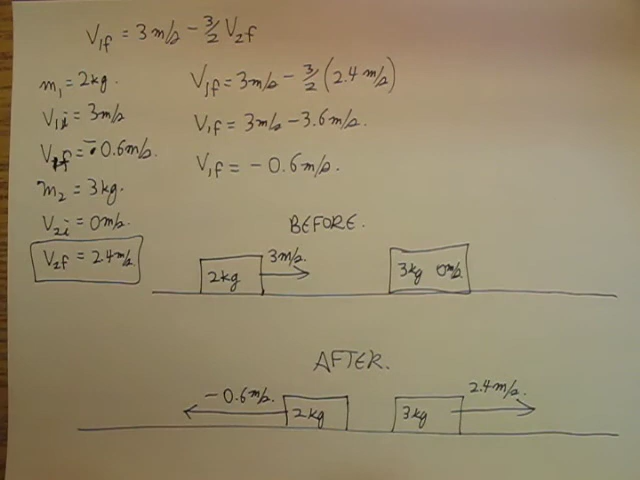 V1f = 3m/s - 3/2 V2f
m1 = 2kg.
V1f = 3m/s - 3/2 (2.4m/s)
V1i = 3m/s
V1f = 3m/s - 3.6m/s.
V1f = -0.6m/s.
V1f = -0.6m/s.
m2 = 3kg.
V2i = 0m/s.
BEFORE.
V2f = 2.4m/s.
2kg
3m/s.
3kg 0m/s
AFTER.
-0.6m/s.
2kg
3kg
2.4m/s.